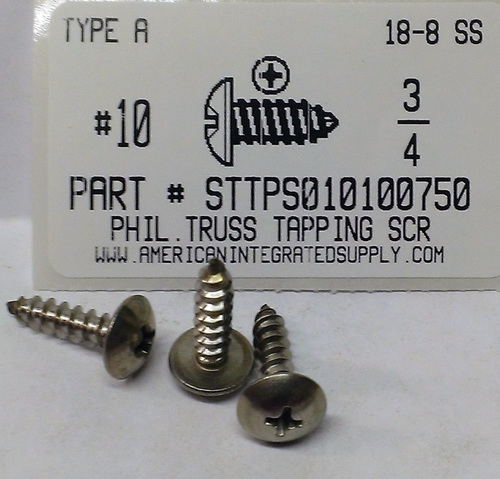 TYPE A 18-8 SS
#10 3/4
PART # STTPS010100750
PHIL.TRUSS TAPPING SCR
WWW.AMERICANINTEGRATEDSUPPLY.COM